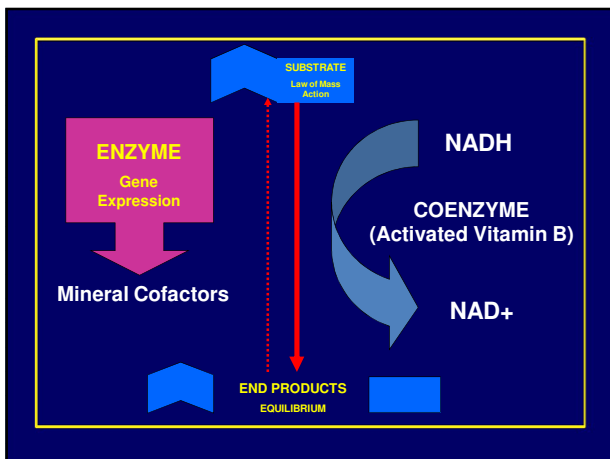 SUBSTRATE
Law of Mass
Action
ENZYME
Gene
Expression
Mineral Cofactors
NADH
COENZYME
(Activated Vitamin B)
NAD+
END PRODUCTS
EQUILIBRIUM